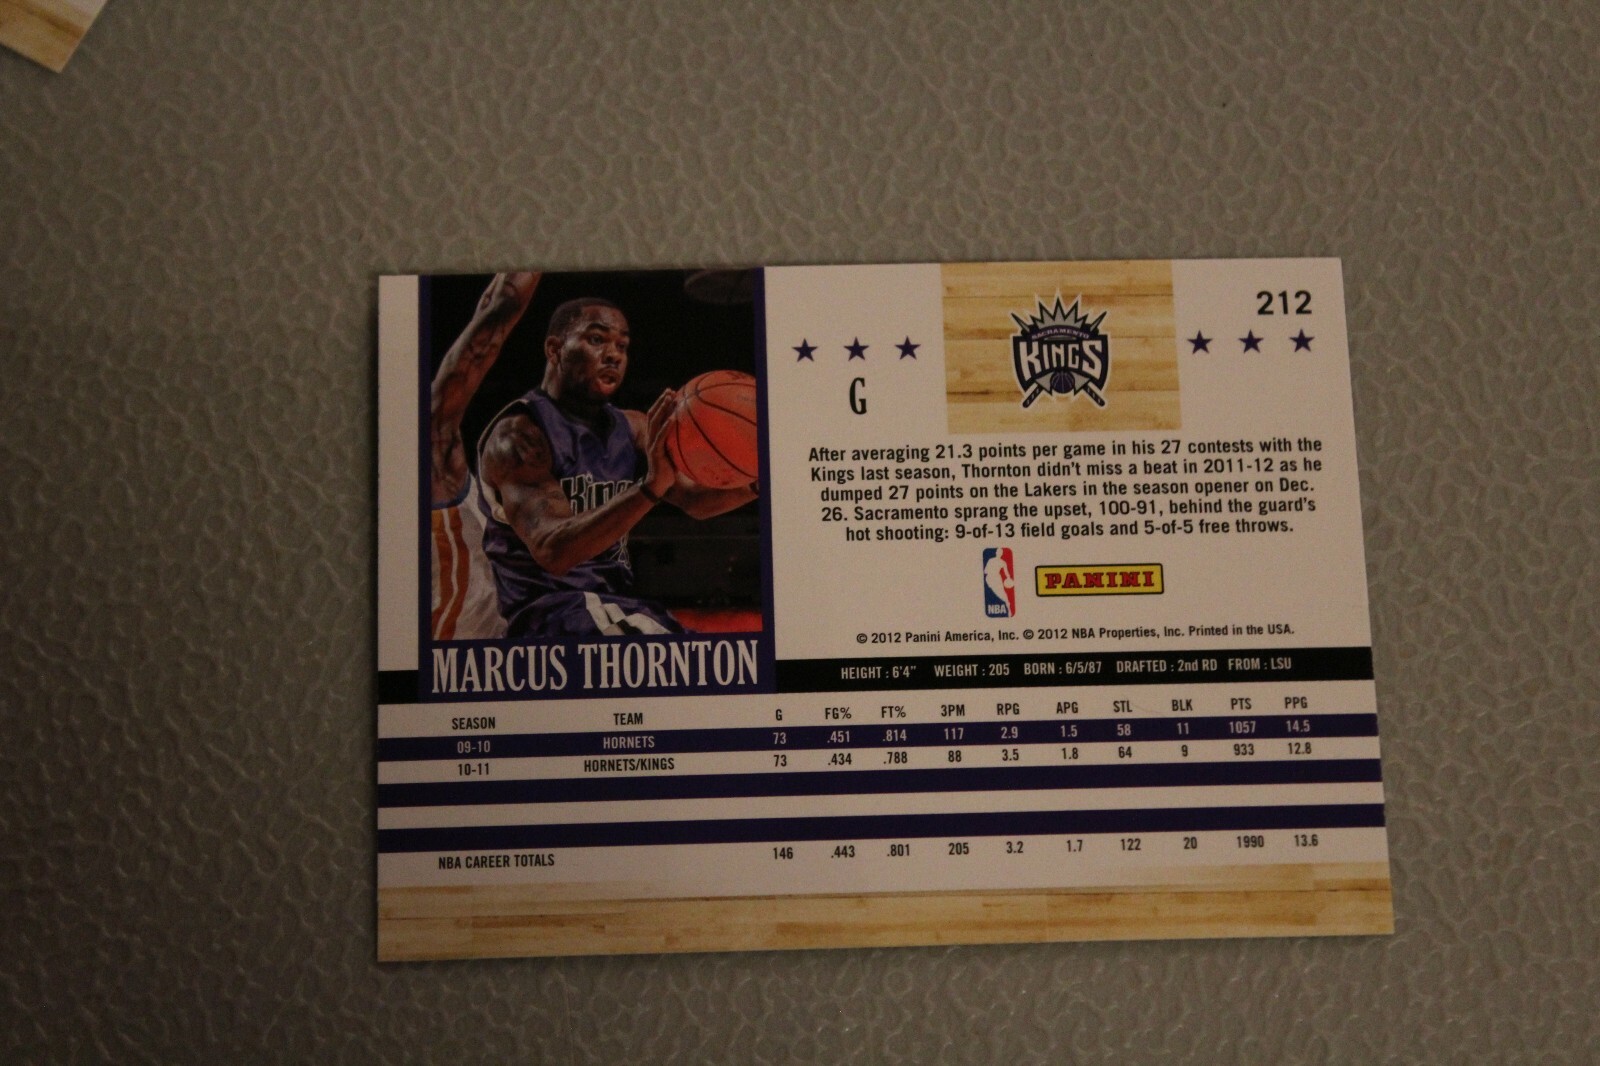 212
SACRAMENTO
KINGS
G
After averaging 21.3 points per game in his 27 contests with the
Kings last season, Thornton didn't miss a beat in 2011-12 as he
dumped 27 points on the Lakers in the season opener on Dec.
26. Sacramento sprang the upset, 100-91, behind the guard's
hot shooting: 9-of-13 field goals and 5-of-5 free throws.
Kings
NBA
PANINI
© 2012 Panini America, Inc. © 2012 NBA Properties, Inc. Printed in the USA.
MARCUS THORNTON
HEIGHT : 6'4" WEIGHT : 205 BORN : 6/5/87 DRAFTED : 2nd RD FROM : LSU
SEASON TEAM G FG% FT% 3PM RPG APG STL BLK PTS PPG
09-10 HORNETS 73 .451 .814 117 2.9 1.5 58 11 1057 14.5
10-11 HORNETS/KINGS 73 .434 .788 88 3.5 1.8 64 9 933 12.8
NBA CAREER TOTALS 146 .443 .801 205 3.2 1.7 122 20 1990 13.6